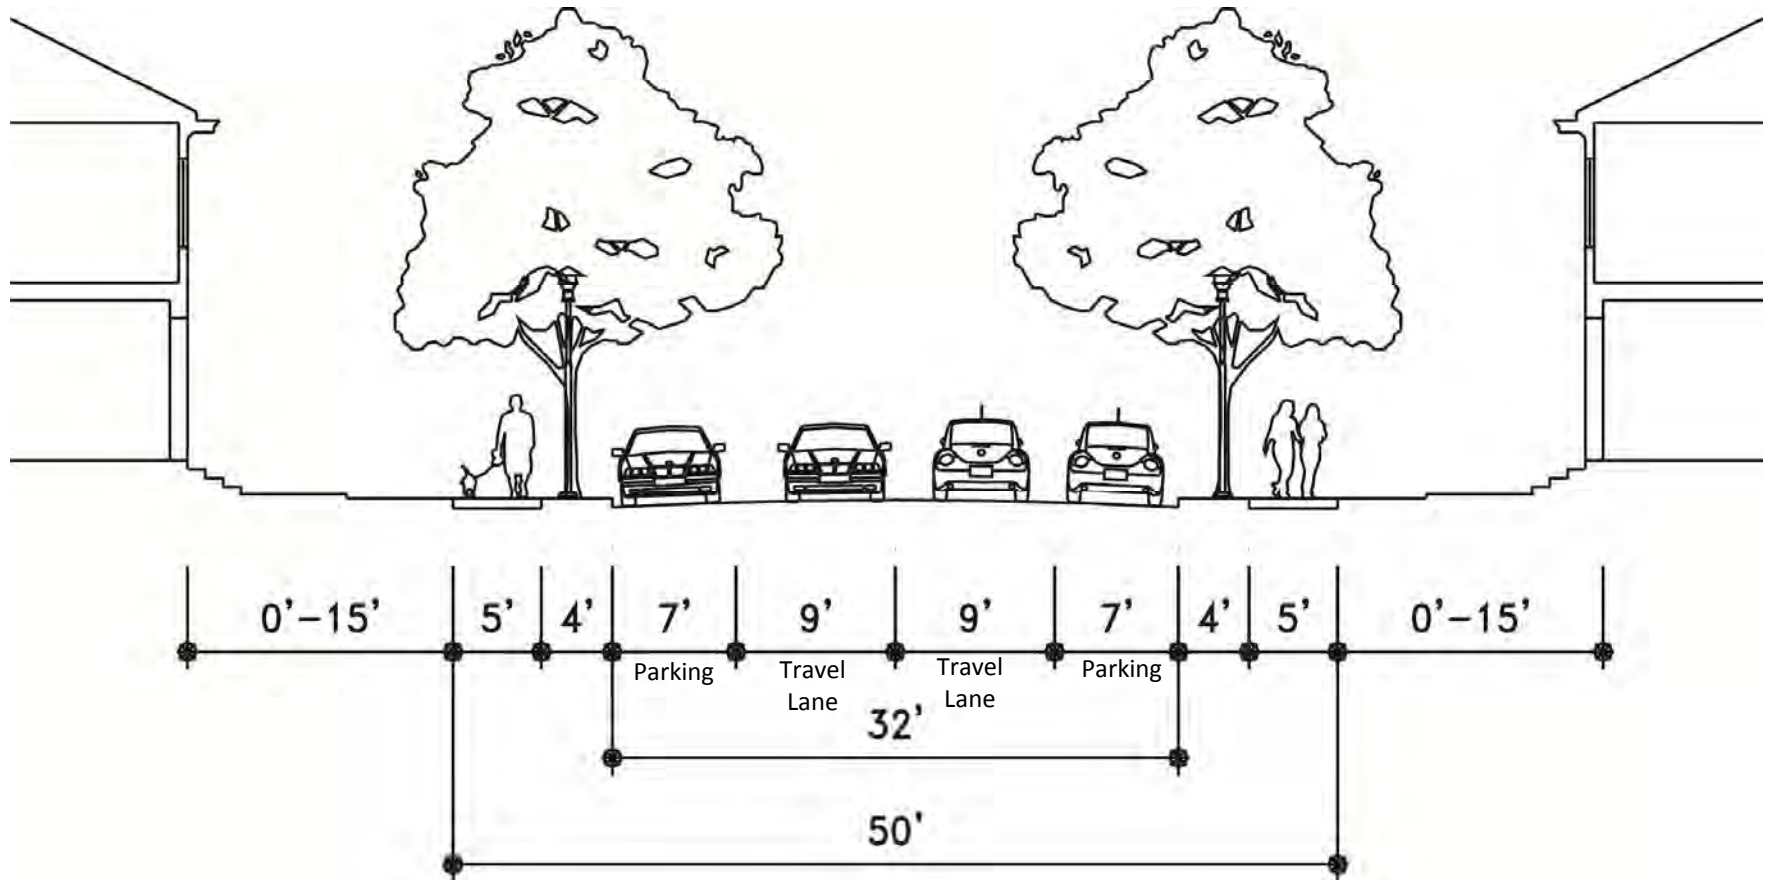 0'-15' 5' 4' 7' 9' 9' 7' 4' 5' 0'-15'
Parking Travel Lane Travel Lane Parking
32'
50'